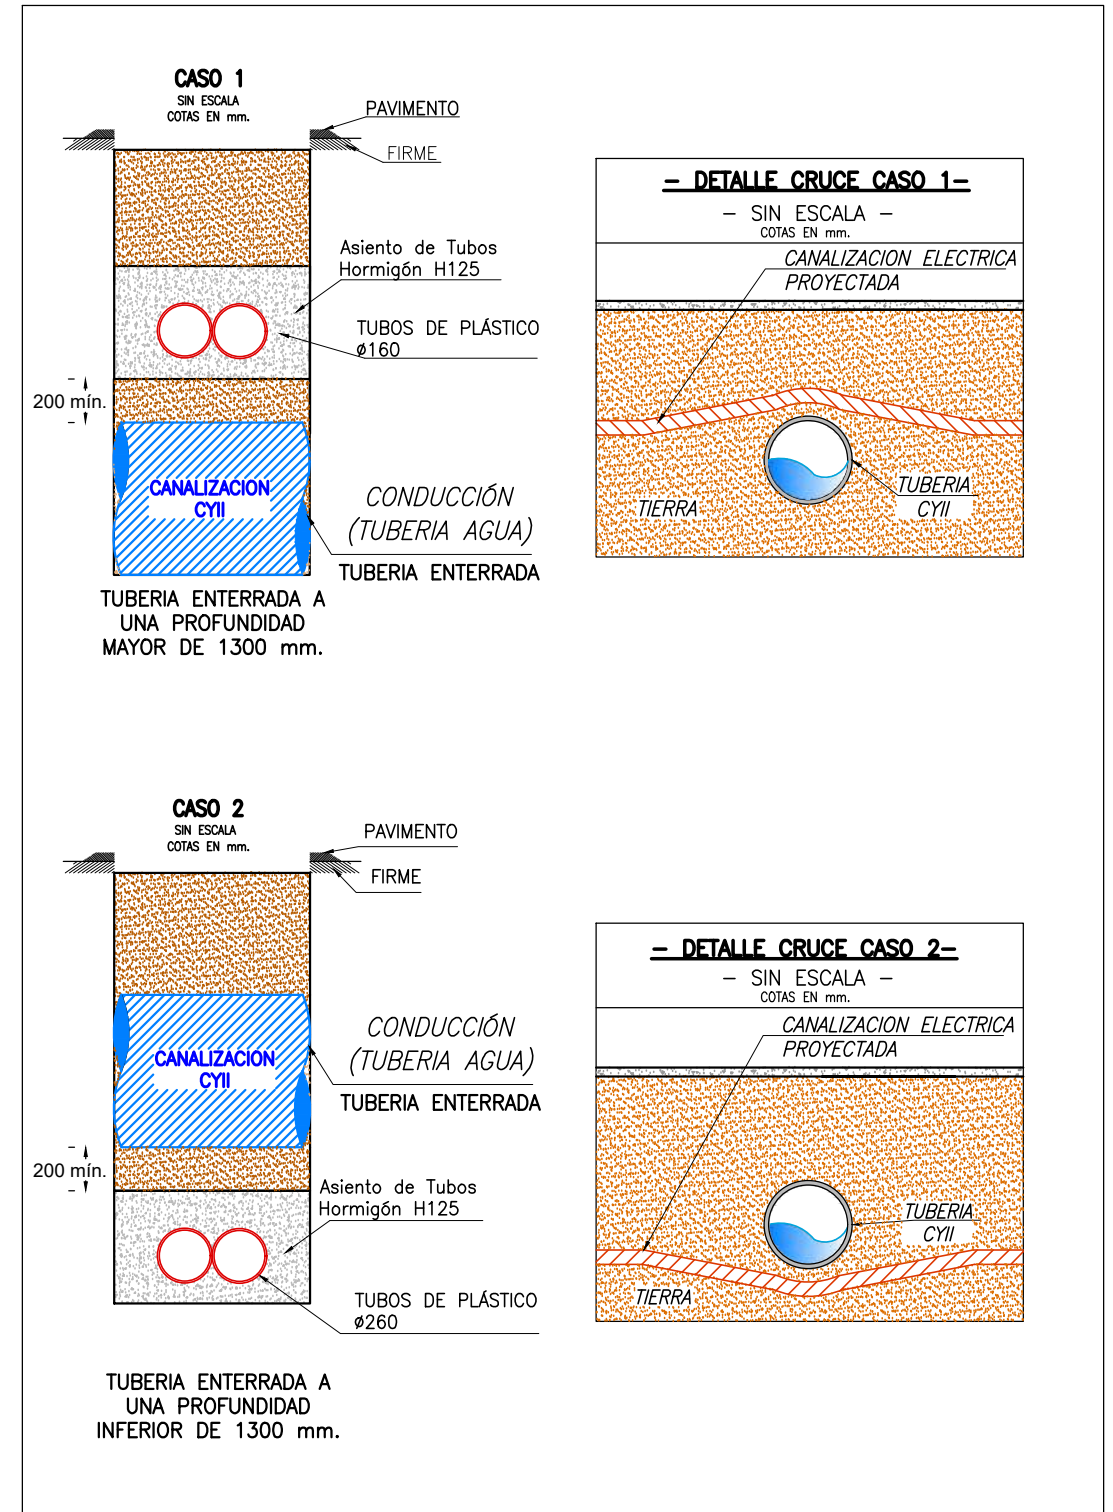 CASO 1
SIN ESCALA
COTAS EN mm.
PAVIMENTO
FIRME
Asiento de Tubos
Hormigón H125
TUBOS DE PLÁSTICO
ø160
200 mín.
CANALIZACION
CYII
CONDUCCIÓN
(TUBERIA AGUA)
TUBERIA ENTERRADA
TUBERIA ENTERRADA A
UNA PROFUNDIDAD
MAYOR DE 1300 mm.
- DETALLE CRUCE CASO 1-
- SIN ESCALA -
COTAS EN mm.
CANALIZACION ELECTRICA
PROYECTADA
TUBERIA
CYII
TIERRA
CASO 2
SIN ESCALA
COTAS EN mm.
PAVIMENTO
FIRME
CANALIZACION
CYII
CONDUCCIÓN
(TUBERIA AGUA)
TUBERIA ENTERRADA
200 mín.
Asiento de Tubos
Hormigón H125
TUBOS DE PLÁSTICO
ø260
TUBERIA ENTERRADA A
UNA PROFUNDIDAD
INFERIOR DE 1300 mm.
- DETALLE CRUCE CASO 2-
- SIN ESCALA -
COTAS EN mm.
CANALIZACION ELECTRICA
PROYECTADA
TUBERIA
CYII
TIERRA